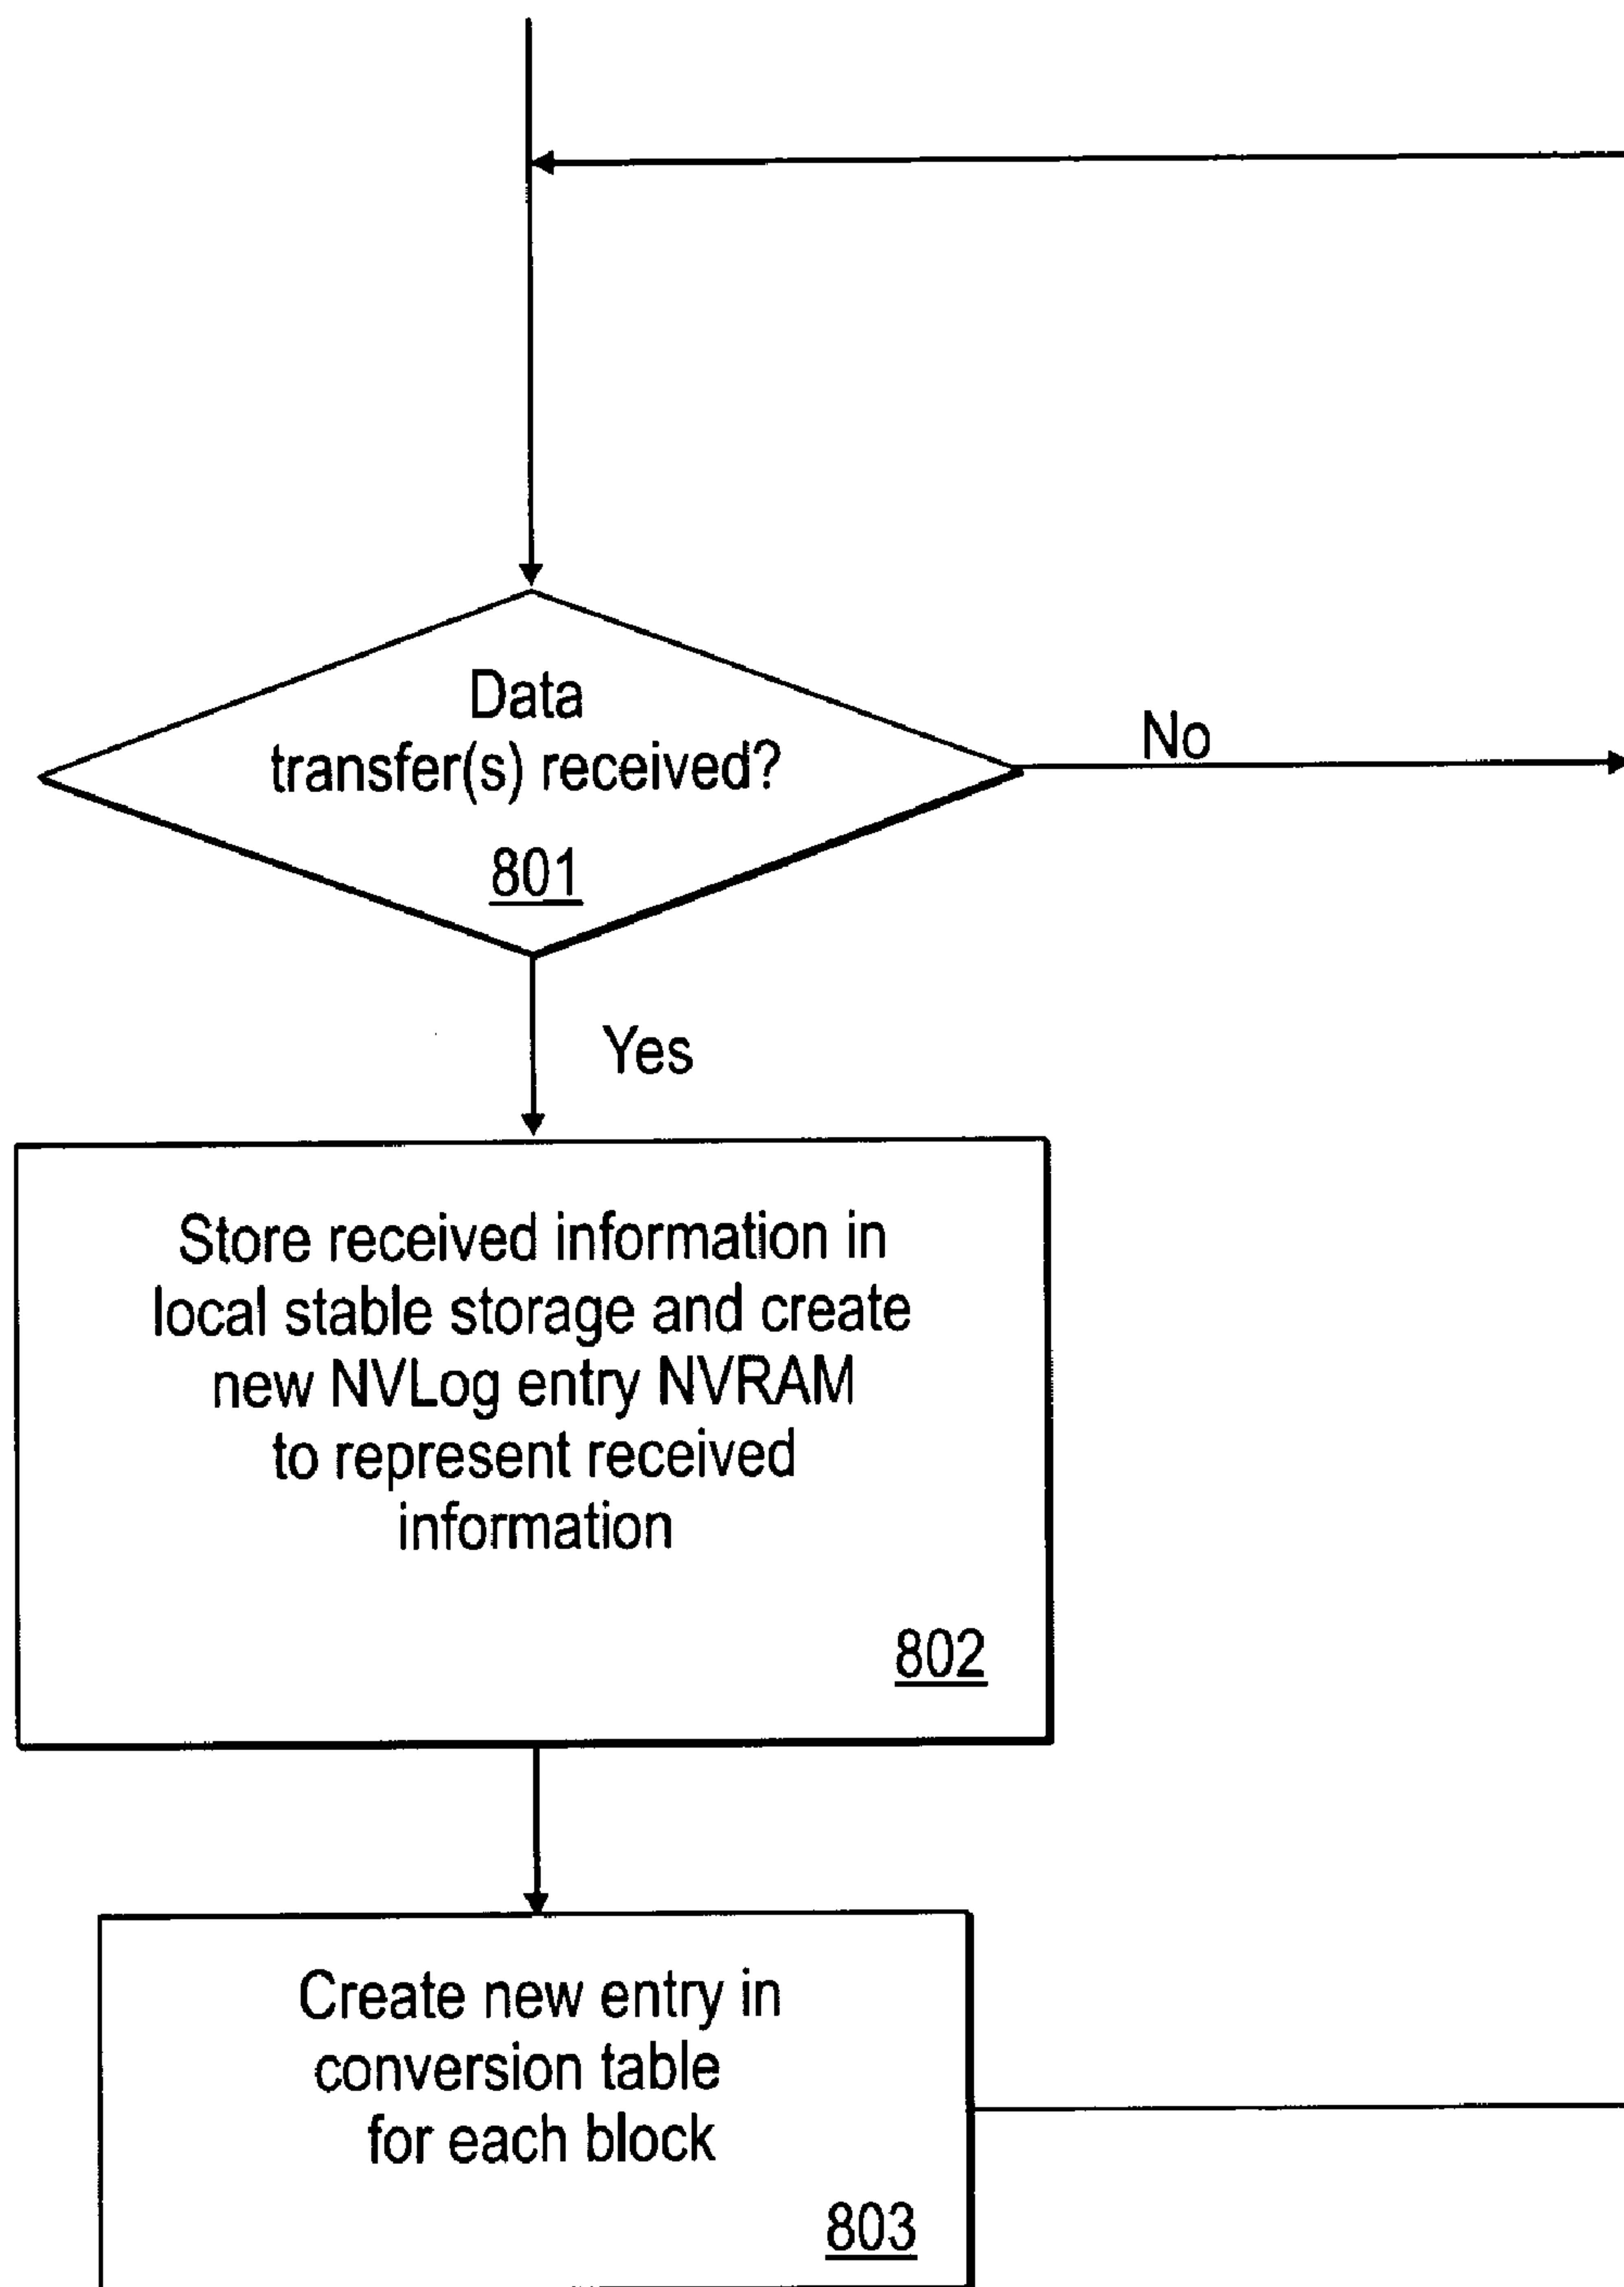 Data
transfer(s) received?
801
No
Yes
Store received information in
local stable storage and create
new NVLog entry NVRAM
to represent received
information
802
Create new entry in
conversion table
for each block
803